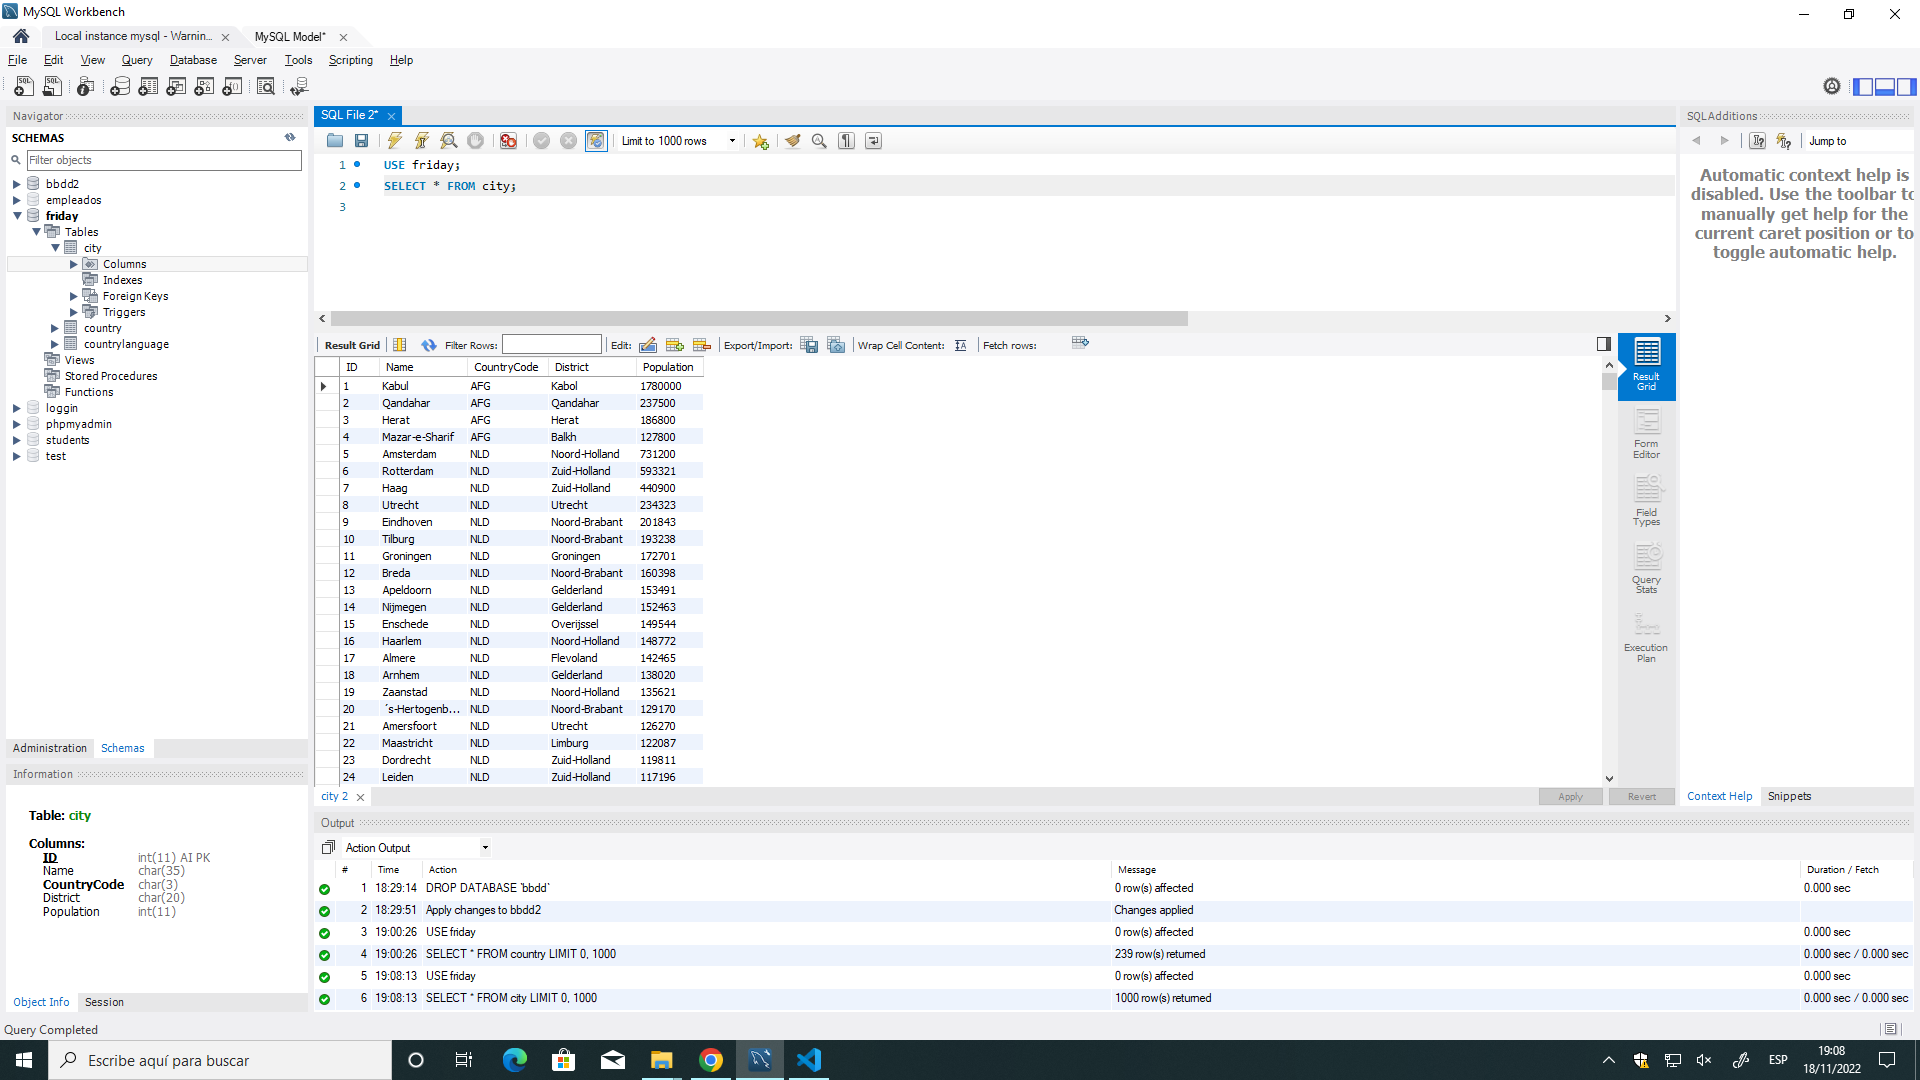 MySQL Workbench
Local instance mysql - Warnin...
MySQL Model*
File Edit View Query Database Server Tools Scripting Help
Navigator
SCHEMAS
Filter objects
bbdd2
empleados
friday
Tables
city
Columns
Indexes
Foreign Keys
Triggers
country
countrylanguage
Views
Stored Procedures
Functions
loggin
phpmyadmin
students
test
Administration Schemas
Information
Table: city
Columns:
ID int(11) AI PK
Name char(35)
CountryCode char(3)
District char(20)
Population int(11)
Object Info Session
SQL File 2*
Limit to 1000 rows
1 USE friday;
2 SELECT * FROM city;
3
Result Grid Filter Rows: Edit: Export/Import: Wrap Cell Content: Fetch rows:
ID Name CountryCode District Population
1 Kabul AFG Kabol 1780000
2 Qandahar AFG Qandahar 237500
3 Herat AFG Herat 186800
4 Mazar-e-Sharif AFG Balkh 127800
5 Amsterdam NLD Noord-Holland 731200
6 Rotterdam NLD Zuid-Holland 593321
7 Haag NLD Zuid-Holland 440900
8 Utrecht NLD Utrecht 234323
9 Eindhoven NLD Noord-Brabant 201843
10 Tilburg NLD Noord-Brabant 193238
11 Groningen NLD Groningen 172701
12 Breda NLD Noord-Brabant 160398
13 Apeldoorn NLD Gelderland 153491
14 Nijmegen NLD Gelderland 152463
15 Enschede NLD Overijssel 149544
16 Haarlem NLD Noord-Holland 148772
17 Almere NLD Flevoland 142465
18 Arnhem NLD Gelderland 138020
19 Zaanstad NLD Noord-Holland 135621
20 ´s-Hertogenb... NLD Noord-Brabant 129170
21 Amersfoort NLD Utrecht 126270
22 Maastricht NLD Limburg 122087
23 Dordrecht NLD Zuid-Holland 119811
24 Leiden NLD Zuid-Holland 117196
city 2
Apply Revert
Result
Grid
Form
Editor
Field
Types
Query
Stats
Execution
Plan
SQLAdditions
Jump to
Automatic context help is
disabled. Use the toolbar to
manually get help for the
current caret position or to
toggle automatic help.
Context Help Snippets
Output
Action Output
# Time Action Message Duration / Fetch
1 18:29:14 DROP DATABASE `bbdd` 0 row(s) affected 0.000 sec
2 18:29:51 Apply changes to bbdd2 Changes applied
3 19:00:26 USE friday 0 row(s) affected 0.000 sec
4 19:00:26 SELECT * FROM country LIMIT 0, 1000 239 row(s) returned 0.000 sec / 0.000 sec
5 19:08:13 USE friday 0 row(s) affected 0.000 sec
6 19:08:13 SELECT * FROM city LIMIT 0, 1000 1000 row(s) returned 0.000 sec / 0.000 sec
Query Completed
Escribe aquí para buscar
ESP
19:08
18/11/2022